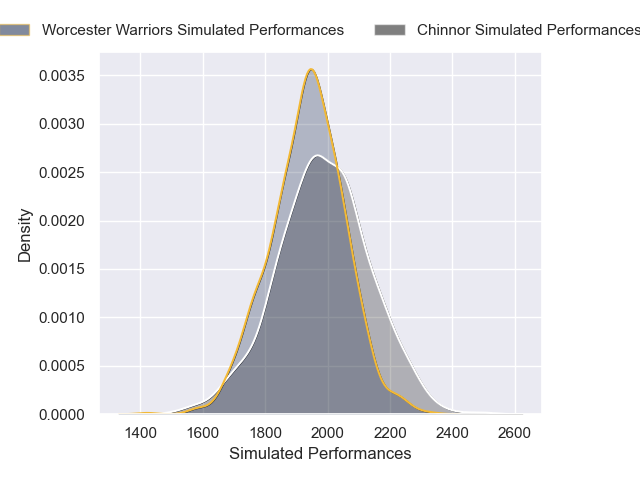 Worcester Warriors Simulated Performances   Chinnor Simulated Performances
0.0035
0.0030
0.0025
0.0020
0.0015
0.0010
0.0005
0.0000
Density
1400 1600 1800 2000 2200 2400 2600
Simulated Performances